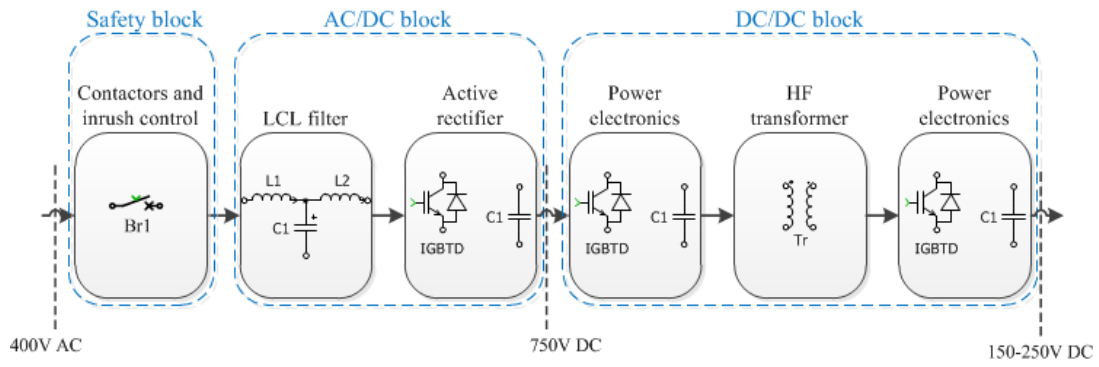 Safety block
AC/DC block
DC/DC block
Contactors and
inrush control
LCL filter
Active
rectifier
Power
electronics
HF
transformer
Power
electronics
Br1
L1
L2
C1
IGBTD
C1
IGBTD
C1
Tr
IGBTD
C1
400V AC
750V DC
150-250V DC